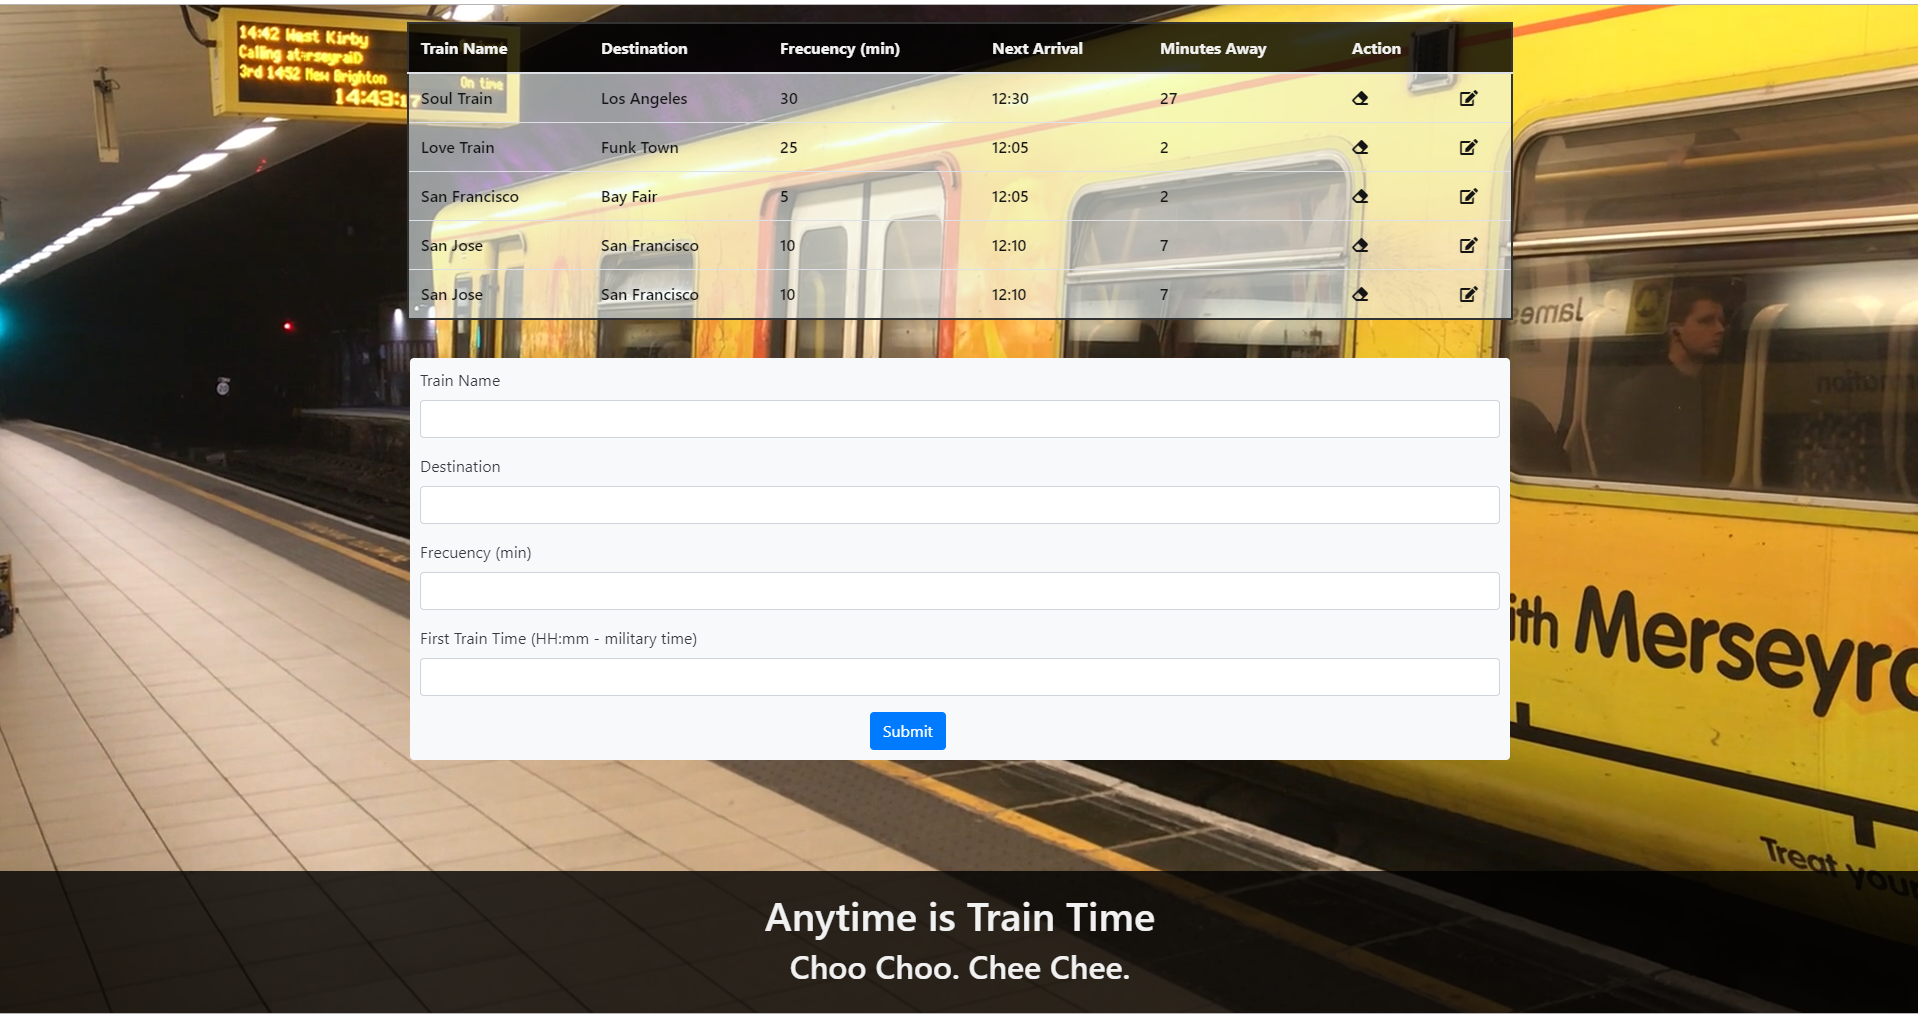 14:42 West Kirby
Calling at
3rd 1452 New Brighton
On time
14:43:17
Train Name Destination Frecuency (min) Next Arrival Minutes Away Action
Soul Train Los Angeles 30 12:30 27
Love Train Funk Town 25 12:05 2
San Francisco Bay Fair 5 12:05 2
San Jose San Francisco 10 12:10 7
San Jose San Francisco 10 12:10 7
Train Name
Destination
Frecuency (min)
First Train Time (HH:mm - military time)
Submit
ith Merseyra
Treat your
Anytime is Train Time
Choo Choo. Chee Chee.